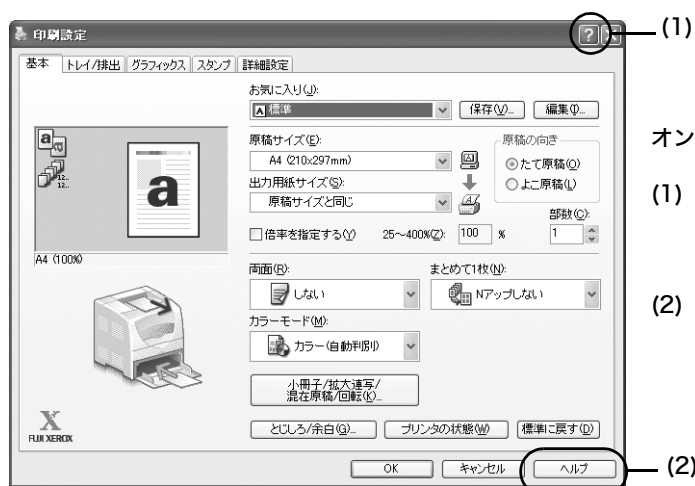 印刷設定
?
(1)
基本 トレイ/排出 グラフィックス スタンプ 詳細設定
お気に入り(J):
標準
保存(V)...
編集(I)...
原稿サイズ(E):
A4 (210x297mm)
原稿の向き
たて原稿(O)
よこ原稿(L)
出力用紙サイズ(S):
原稿サイズと同じ
倍率を指定する(Y) 25～400%(Z): 100 %
部数(C):
1
a
A4 (100%)
両面(R):
しない
まとめて1枚(N):
Nアップしない
カラーモード(M):
カラー(自動判別)
小冊子/拡大連写/
混在原稿/回転(K)...
とじしろ/余白(G)...
プリンタの状態(W)
標準に戻す(D)
X
FUJI XEROX
OK
キャンセル
ヘルプ
(2)
オン
(1)
(2)